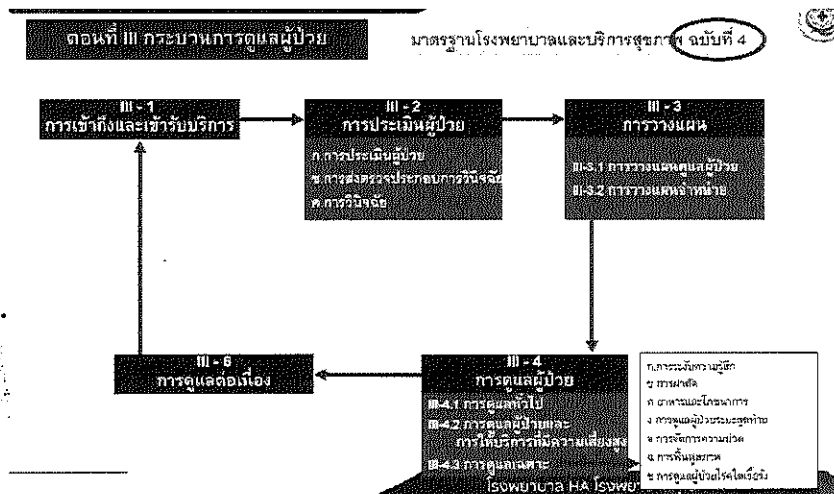 ตอนที่ III กระบวนการดูแลผู้ป่วย
มาตรฐานโรงพยาบาลและบริการสุขภาพ ฉบับที่ 4
III - 1
การเข้าถึงและเข้ารับบริการ
III - 2
การประเมินผู้ป่วย
ก.การประเมินผู้ป่วย
ข.การส่งตรวจประกอบการวินิจฉัย
ค.การวินิจฉัย
III - 3
การวางแผน
III-3.1 การวางแผนดูแลผู้ป่วย
III-3.2 การวางแผนจำหน่าย
III - 6
การดูแลต่อเนื่อง
III - 4
การดูแลผู้ป่วย
III-4.1 การดูแลทั่วไป
III-4.2 การดูแลผู้ป่วยและ
การให้บริการที่มีความเสี่ยงสูง
III-4.3 การดูแลเฉพาะ
ก.การระงับความรู้สึก
ข การผ่าตัด
ค อาหารและโภชนาการ
ง การดูแลผู้ป่วยระยะสุดท้าย
จ การจัดการความปวด
ฉ การฟื้นฟูสภาพ
ช การดูแลผู้ป่วยโรคไตเรื้อรัง
โรงพยาบาล HA โรงพยา